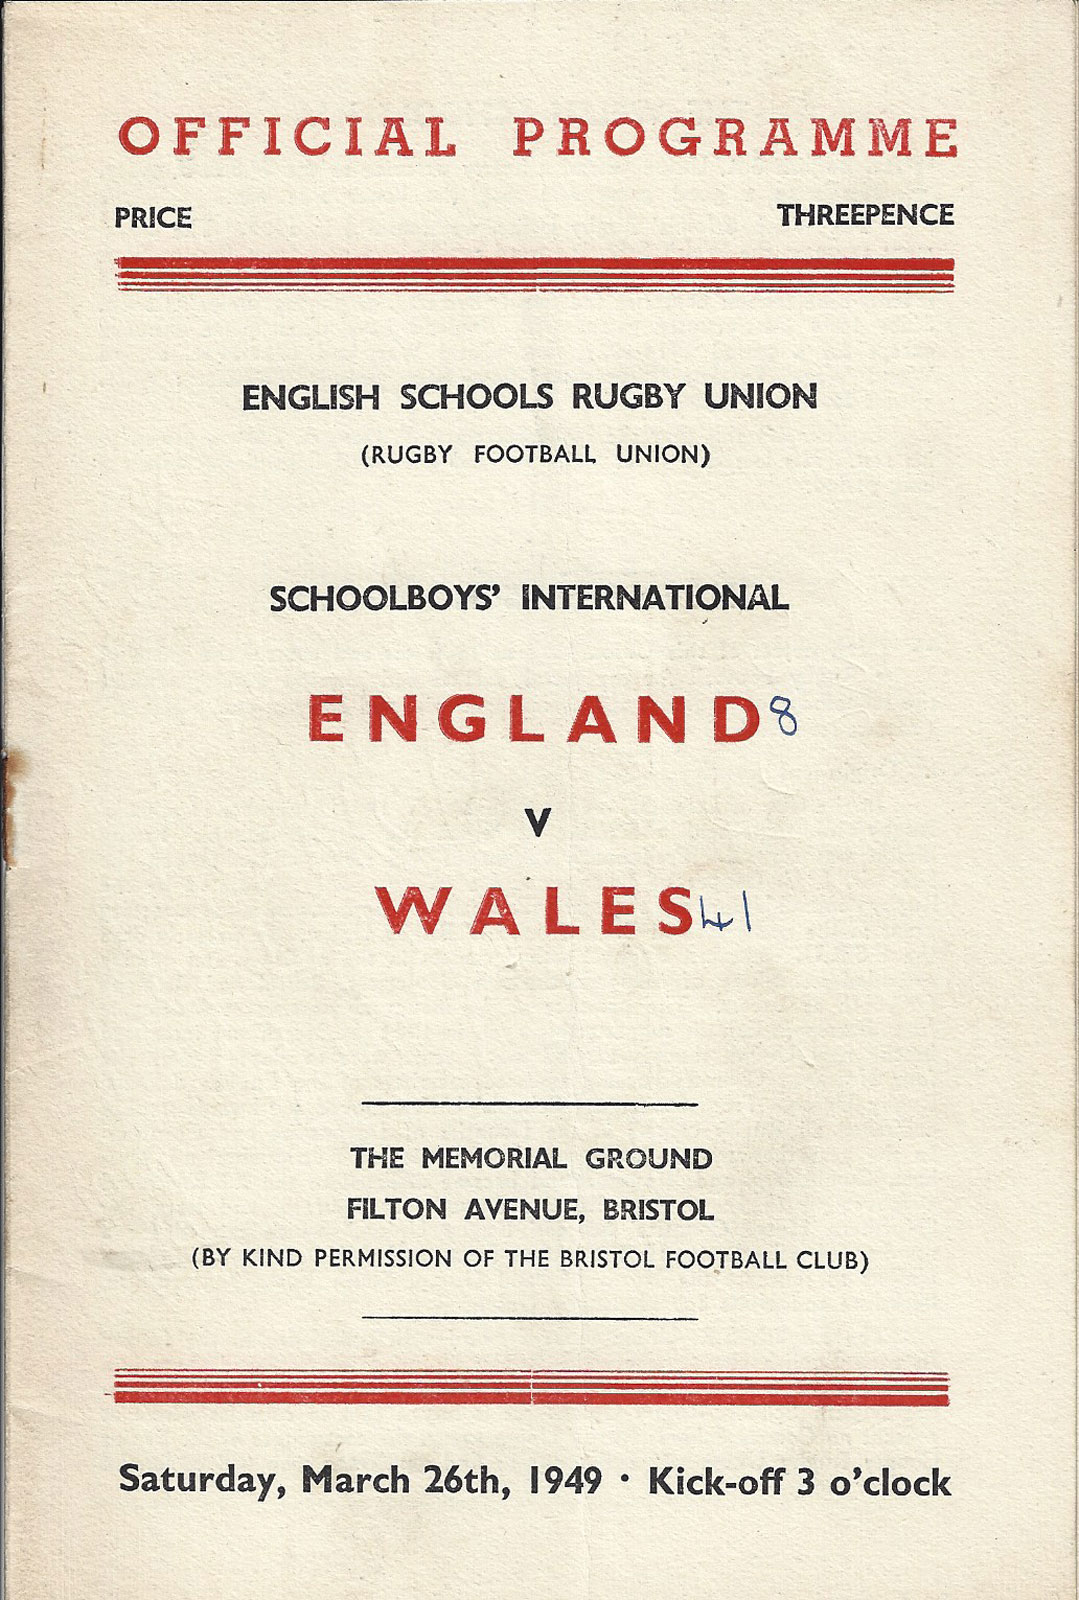 OFFICIAL PROGRAMME
PRICE THREEPENCE
ENGLISH SCHOOLS RUGBY UNION
(RUGBY FOOTBALL UNION)
SCHOOLBOYS' INTERNATIONAL
ENGLAND 8
V
WALES 41
THE MEMORIAL GROUND
FILTON AVENUE, BRISTOL
(BY KIND PERMISSION OF THE BRISTOL FOOTBALL CLUB)
Saturday, March 26th, 1949 · Kick-off 3 o'clock